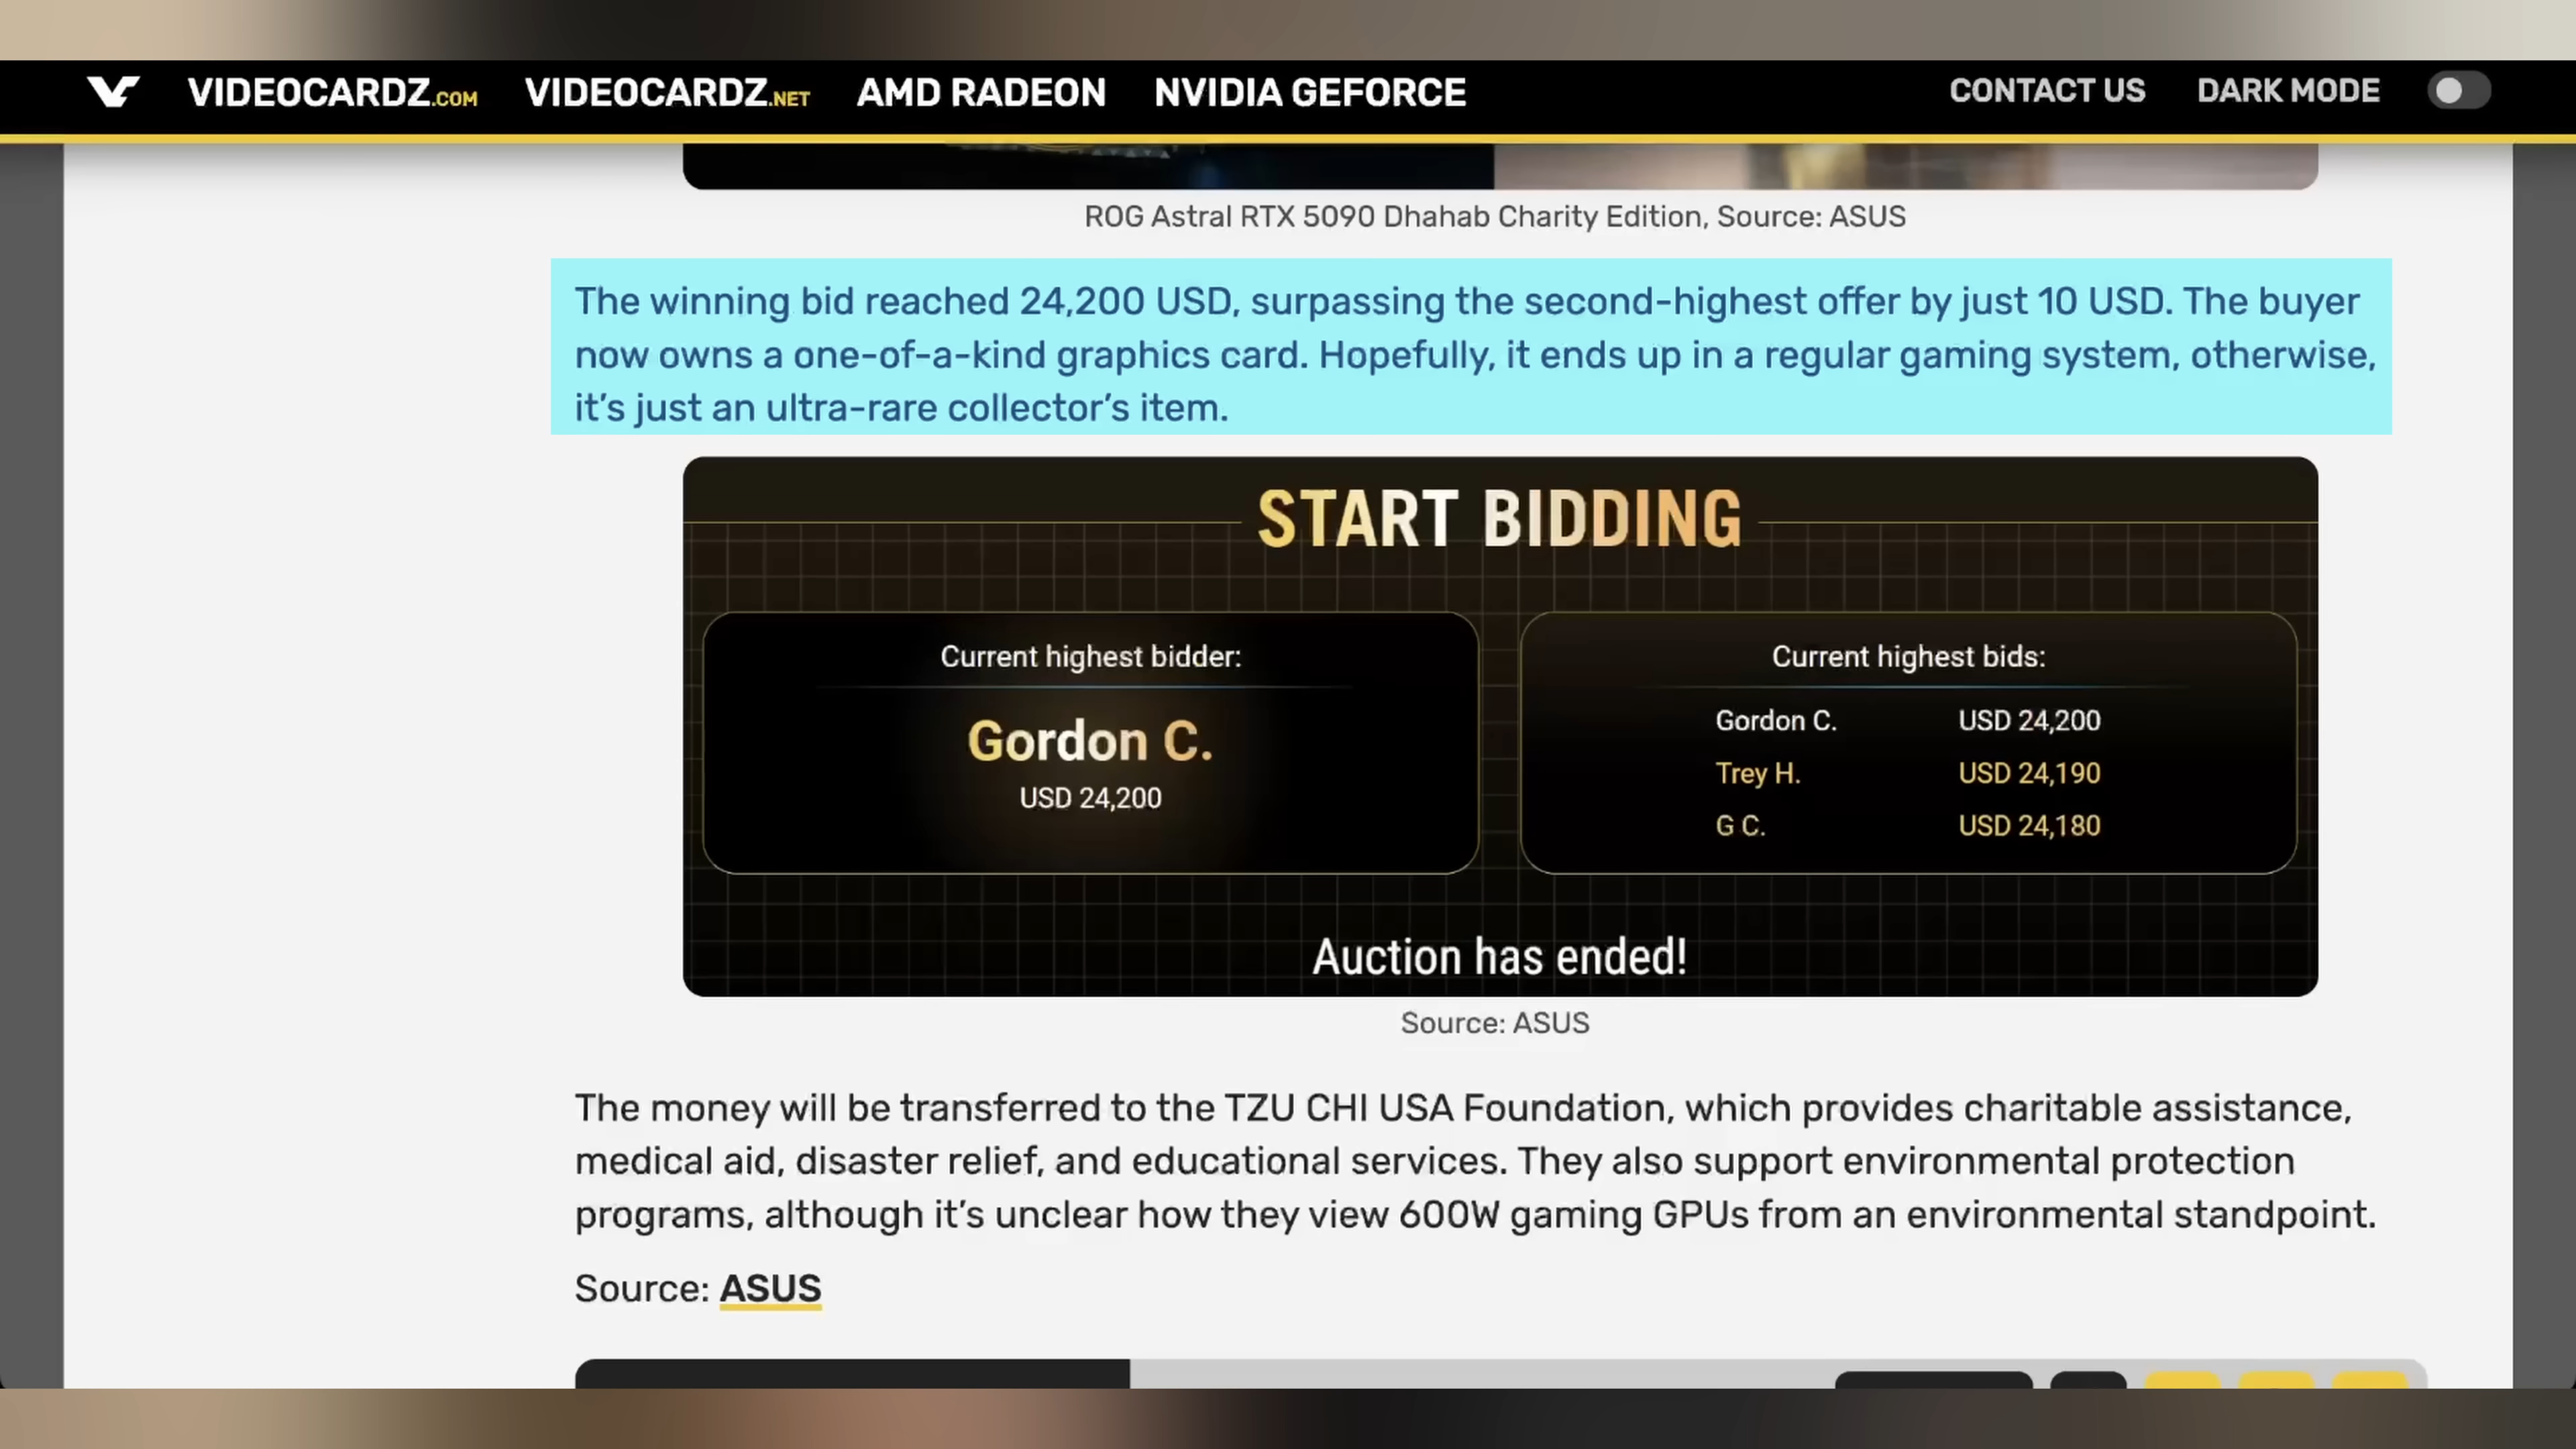 VIDEOCARDZ.COM VIDEOCARDZ.NET AMD RADEON NVIDIA GEFORCE CONTACT US DARK MODE
ROG Astral RTX 5090 Dhahab Charity Edition, Source: ASUS
The winning bid reached 24,200 USD, surpassing the second-highest offer by just 10 USD. The buyer
now owns a one-of-a-kind graphics card. Hopefully, it ends up in a regular gaming system, otherwise,
it’s just an ultra-rare collector’s item.
START BIDDING
Current highest bidder:
Gordon C.
USD 24,200
Current highest bids:
Gordon C. USD 24,200
Trey H. USD 24,190
G C. USD 24,180
Auction has ended!
Source: ASUS
The money will be transferred to the TZU CHI USA Foundation, which provides charitable assistance,
medical aid, disaster relief, and educational services. They also support environmental protection
programs, although it’s unclear how they view 600W gaming GPUs from an environmental standpoint.
Source: ASUS